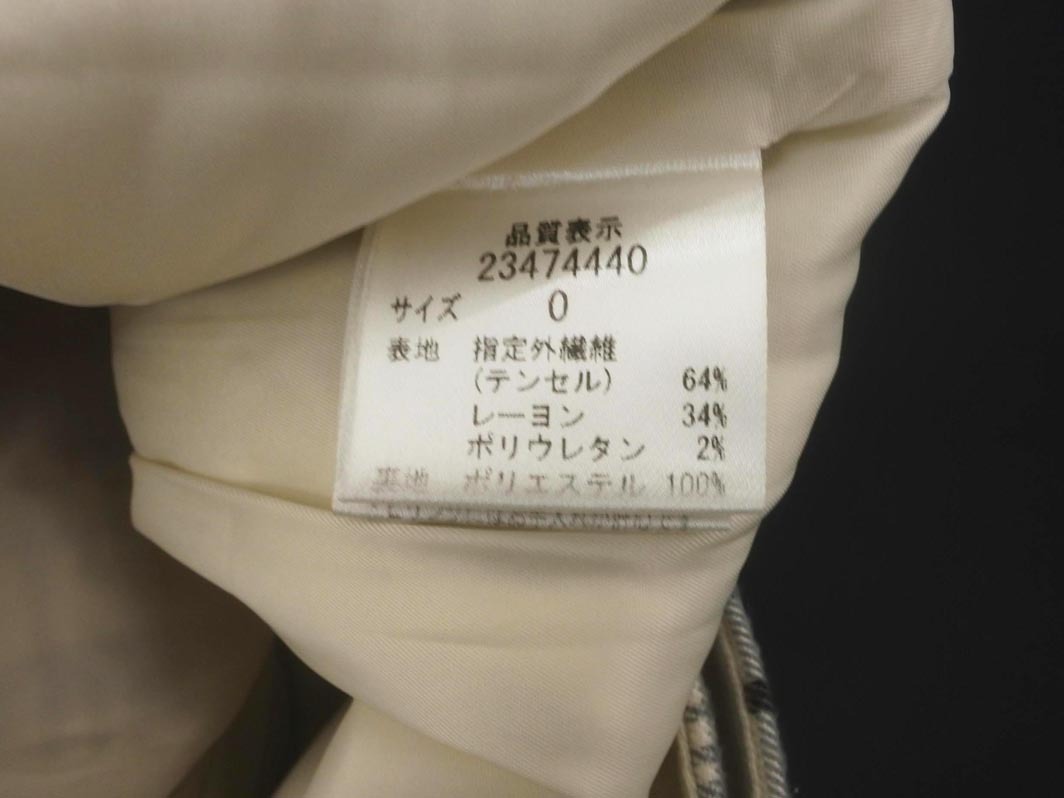 品質表示
23474440
サイズ 0
表地 指定外繊維
(テンセル) 64%
レーヨン 34%
ポリウレタン 2%
裏地 ポリエステル 100%